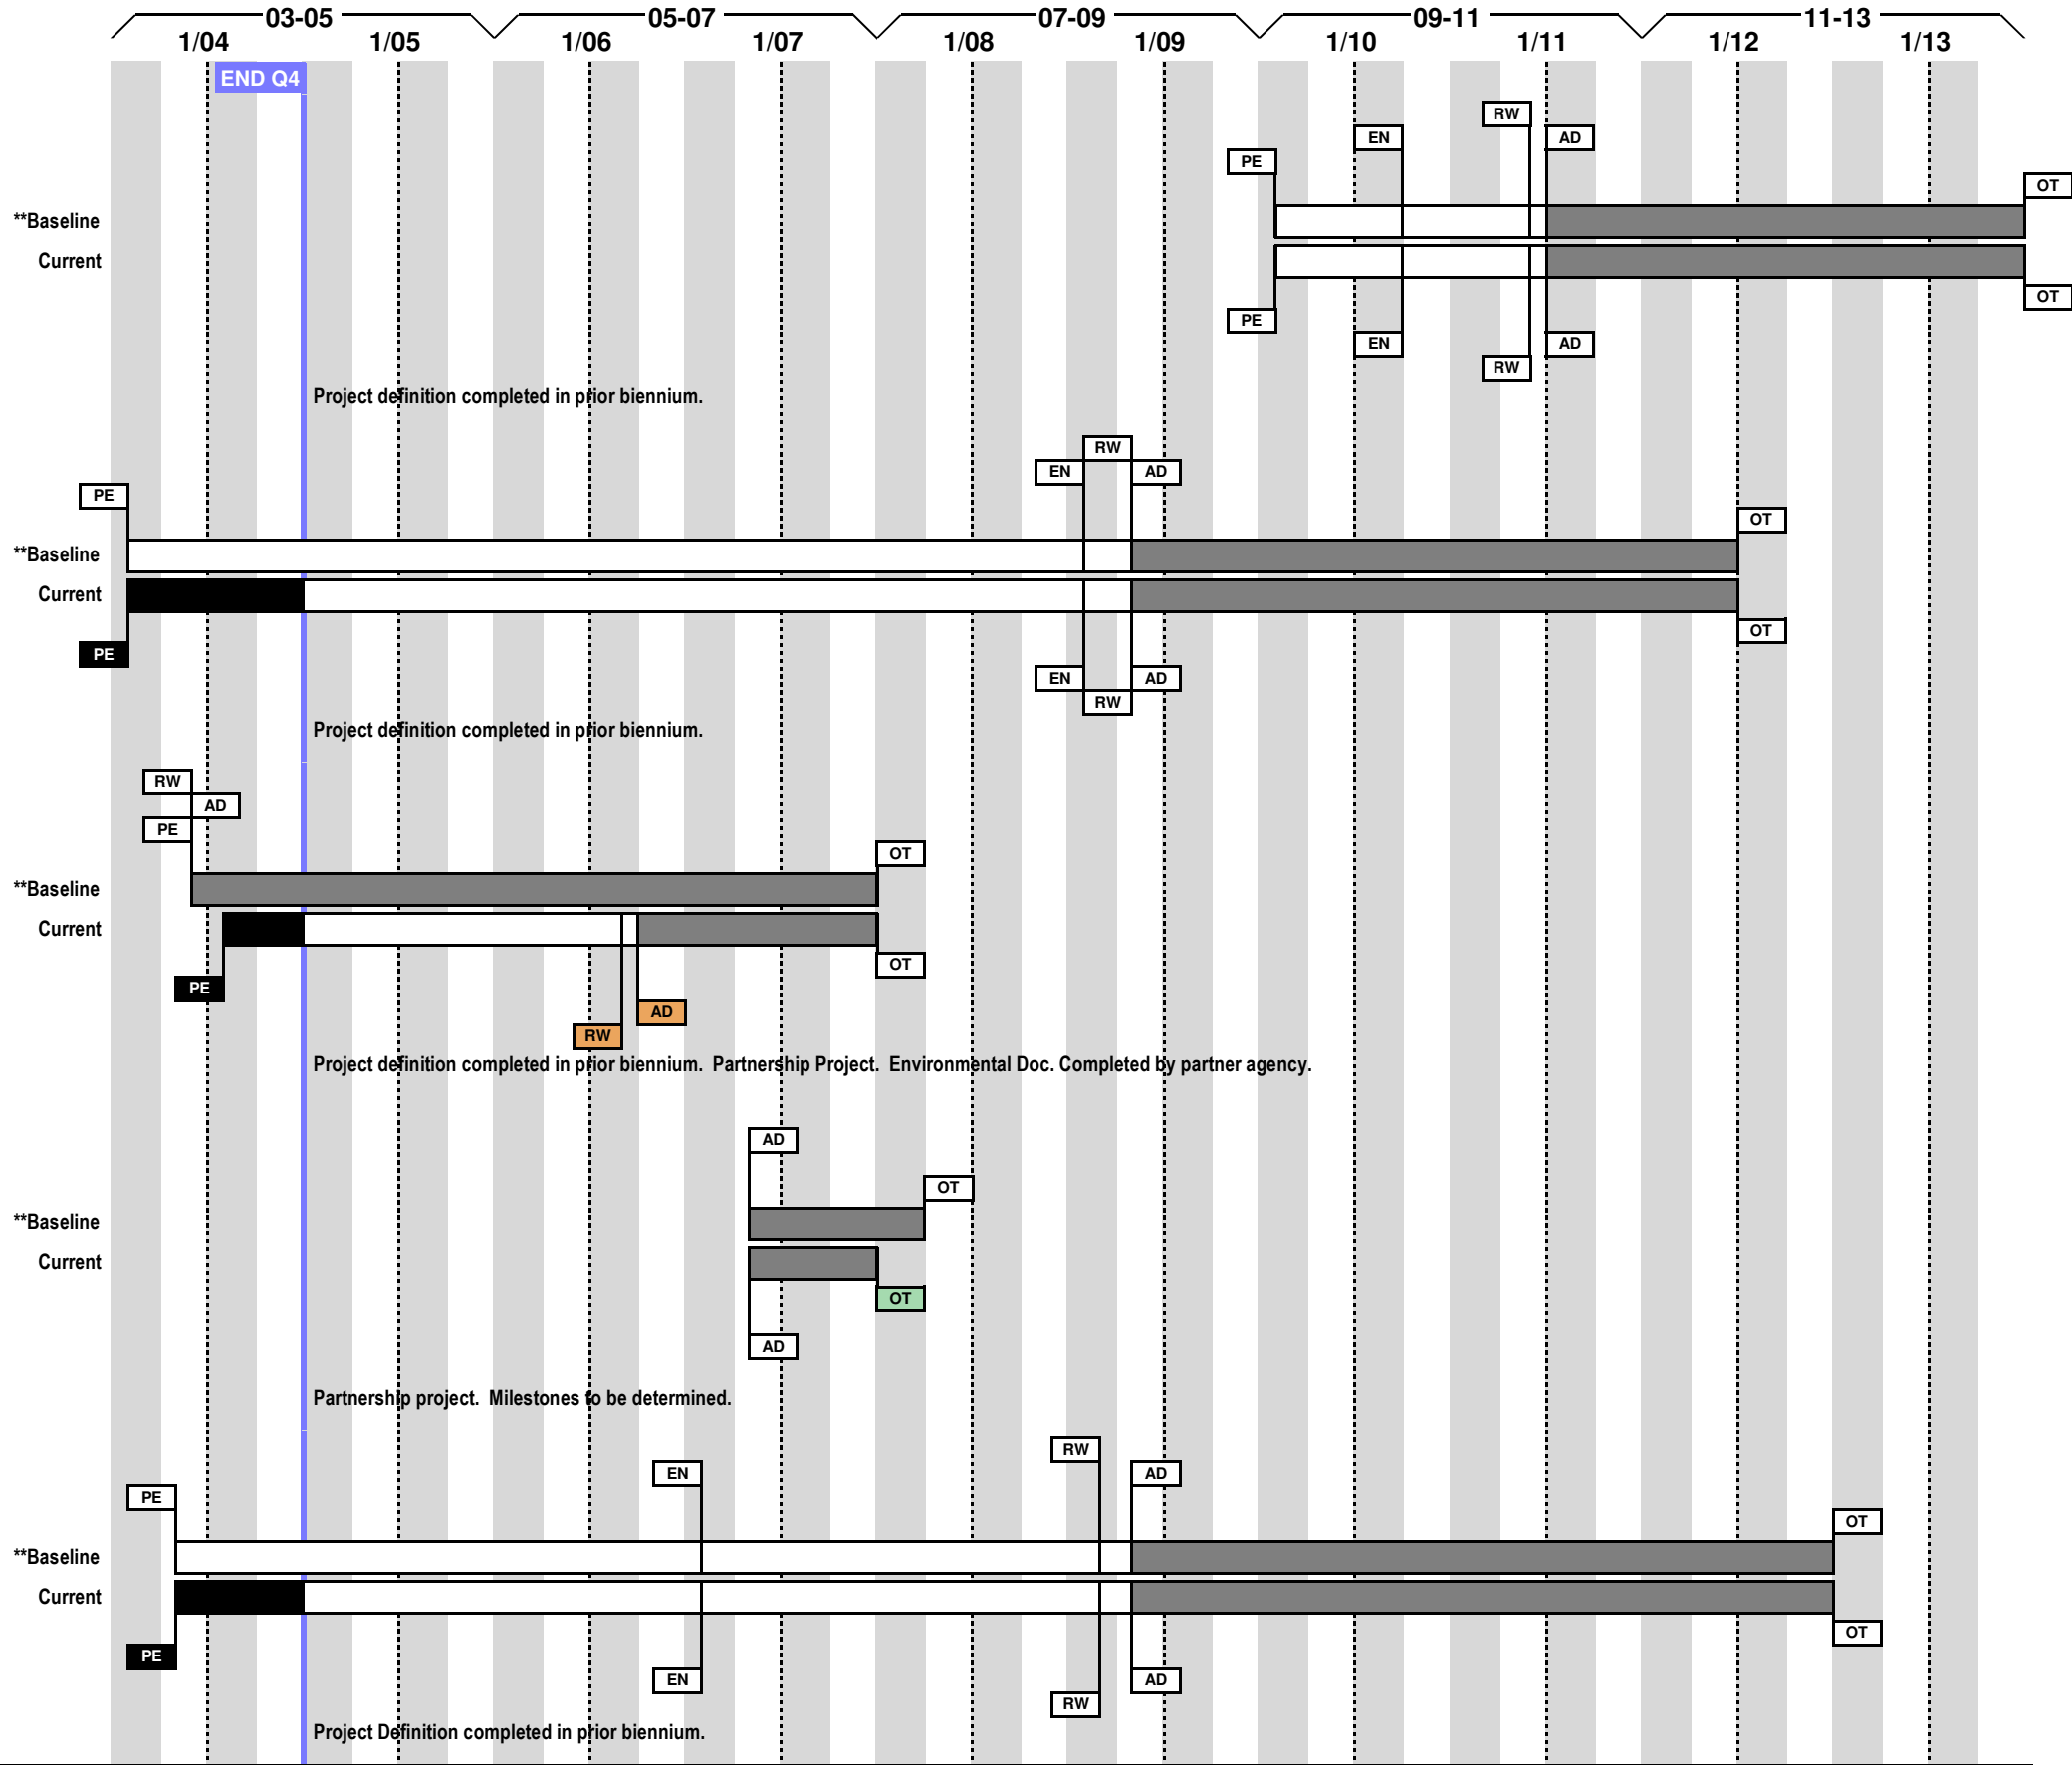 03-05 05-07 07-09 09-11 11-13
1/04 1/05 1/06 1/07 1/08 1/09 1/10 1/11 1/12 1/13
END Q4
RW
EN AD
PE
OT
**Baseline
Current
OT
PE
EN AD
RW
Project definition completed in prior biennium.
RW
EN AD
PE
OT
**Baseline
Current
OT
PE
EN AD
RW
Project definition completed in prior biennium.
RW
AD
PE
OT
**Baseline
Current
OT
PE
AD
RW
Project definition completed in prior biennium. Partnership Project. Environmental Doc. Completed by partner agency.
AD
OT
**Baseline
Current
OT
AD
Partnership project. Milestones to be determined.
RW
EN AD
PE
OT
**Baseline
Current
OT
PE
EN AD
RW
Project Definition completed in prior biennium.